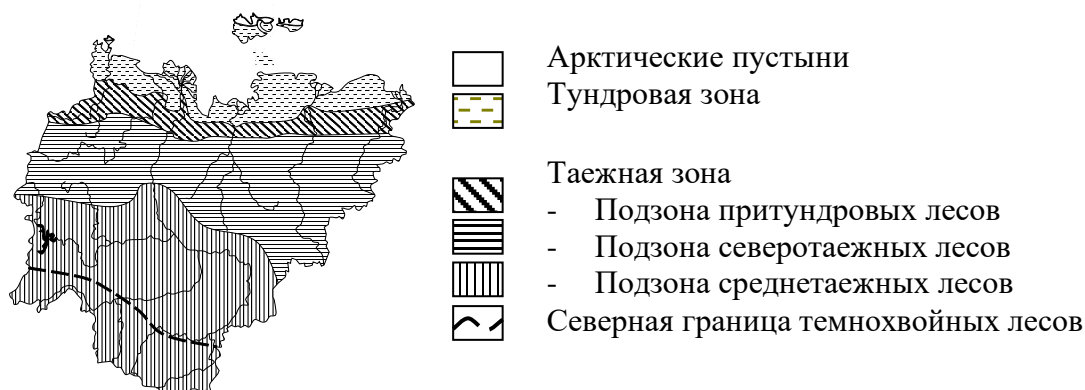 Арктические пустыни
Тундровая зона
Таежная зона
- Подзона притундровых лесов
- Подзона северотаежных лесов
- Подзона среднетаежных лесов
Северная граница темнохвойных лесов